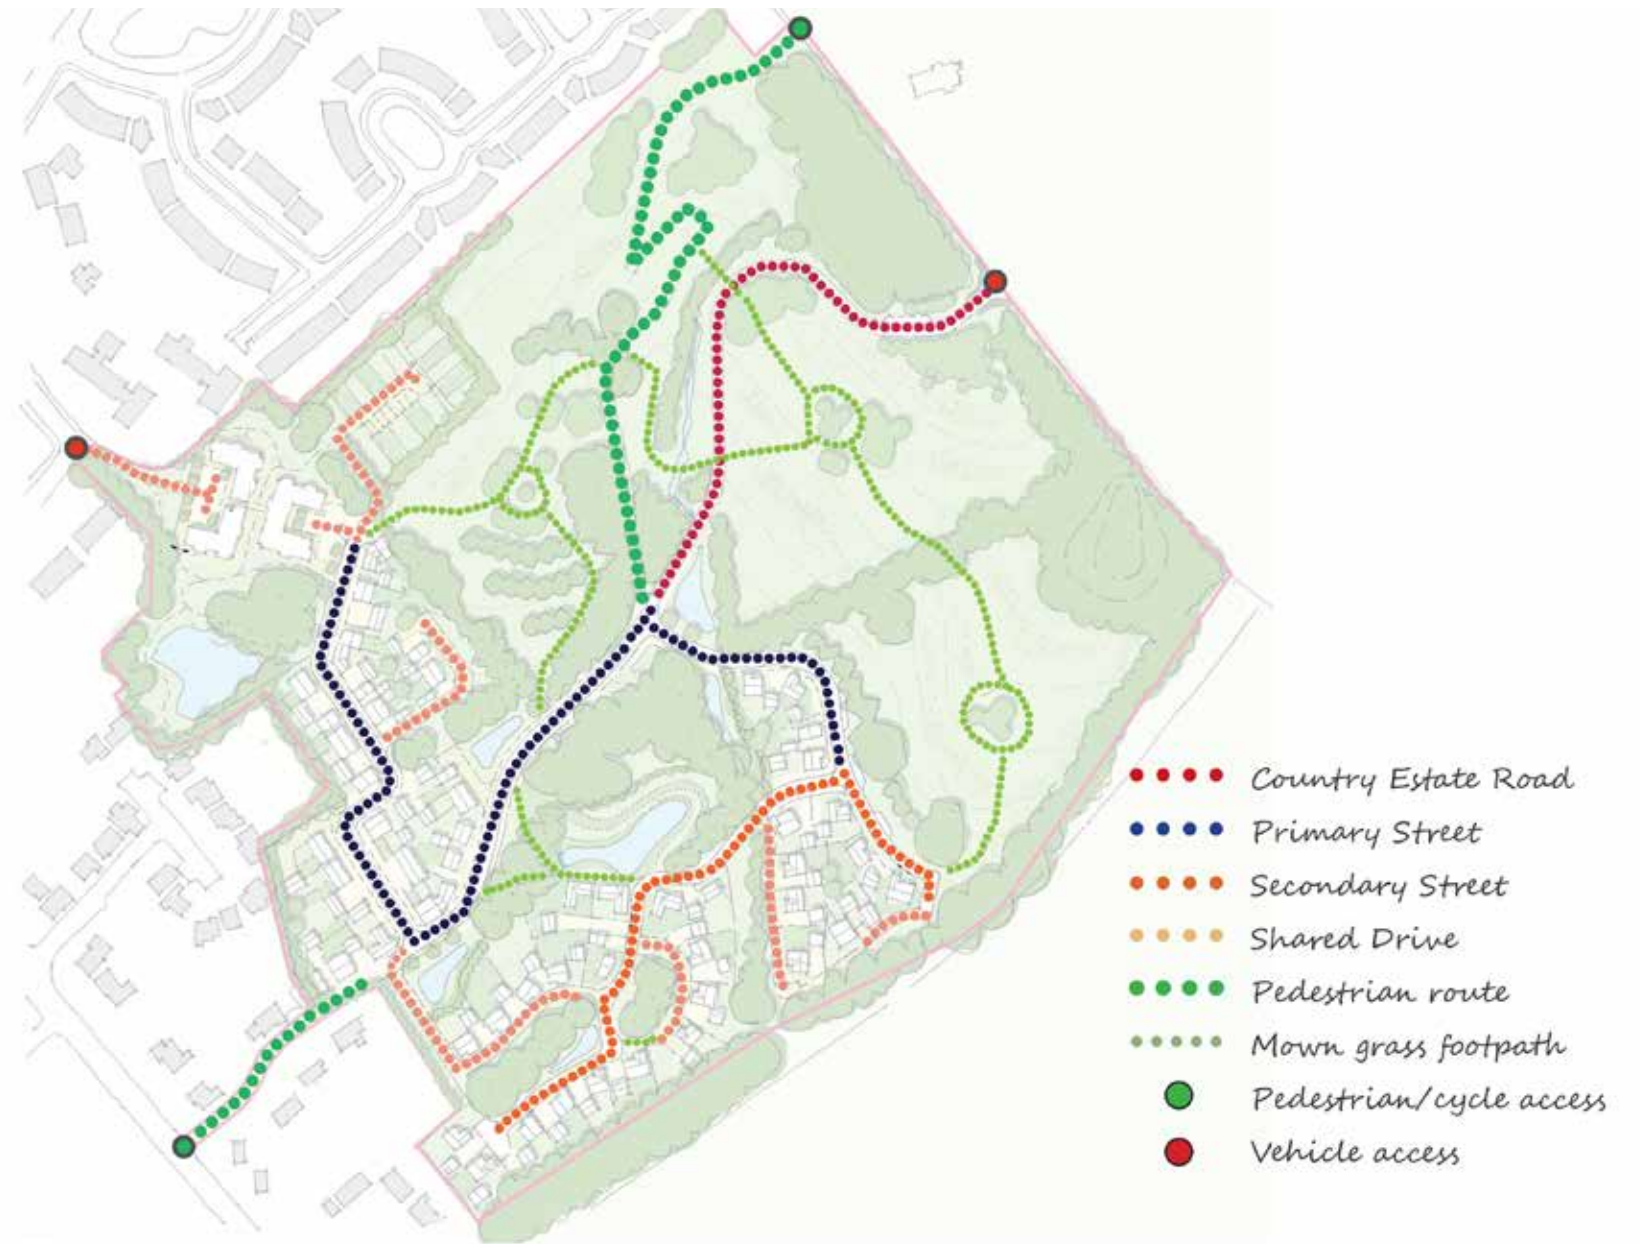 Country Estate Road
Primary Street
Secondary Street
Shared Drive
Pedestrian route
Mown grass footpath
Pedestrian/cycle access
Vehicle access